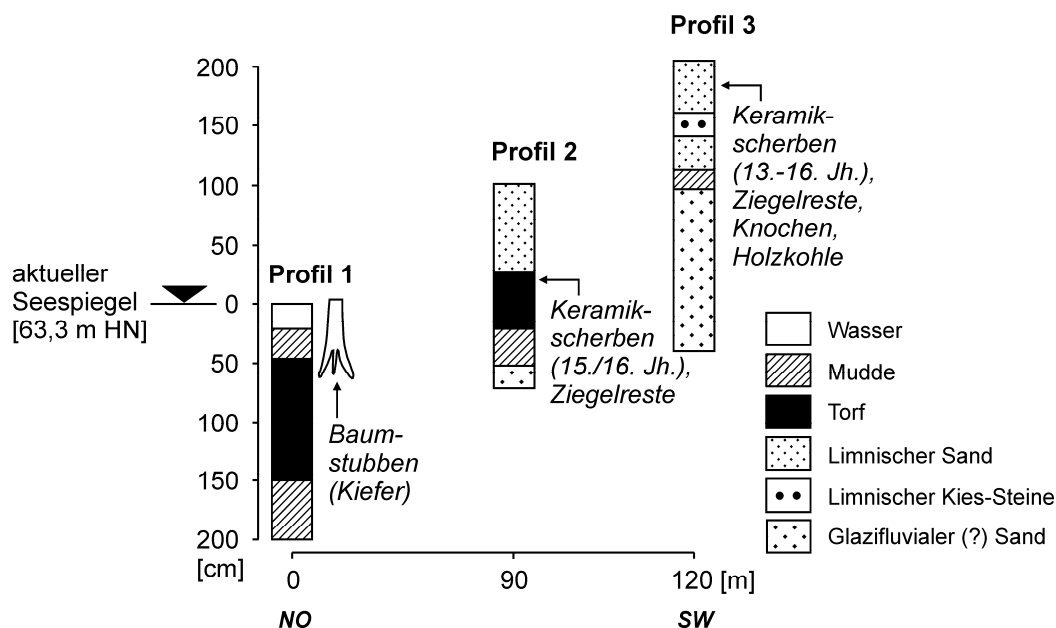 Profil 3
200
150
100
50
0
50
100
150
200
[cm]
aktueller
Seespiegel
[63,3 m HN]
Profil 1
Baum-
stubben
(Kiefer)
Profil 2
Keramik-
scherben
(15./16. Jh.),
Ziegelreste
Keramik-
scherben
(13.-16. Jh.),
Ziegelreste,
Knochen,
Holzkohle
Wasser
Mudde
Torf
Limnischer Sand
Limnischer Kies-Steine
Glazifluvialer (?) Sand
0 90 120 [m]
NO SW